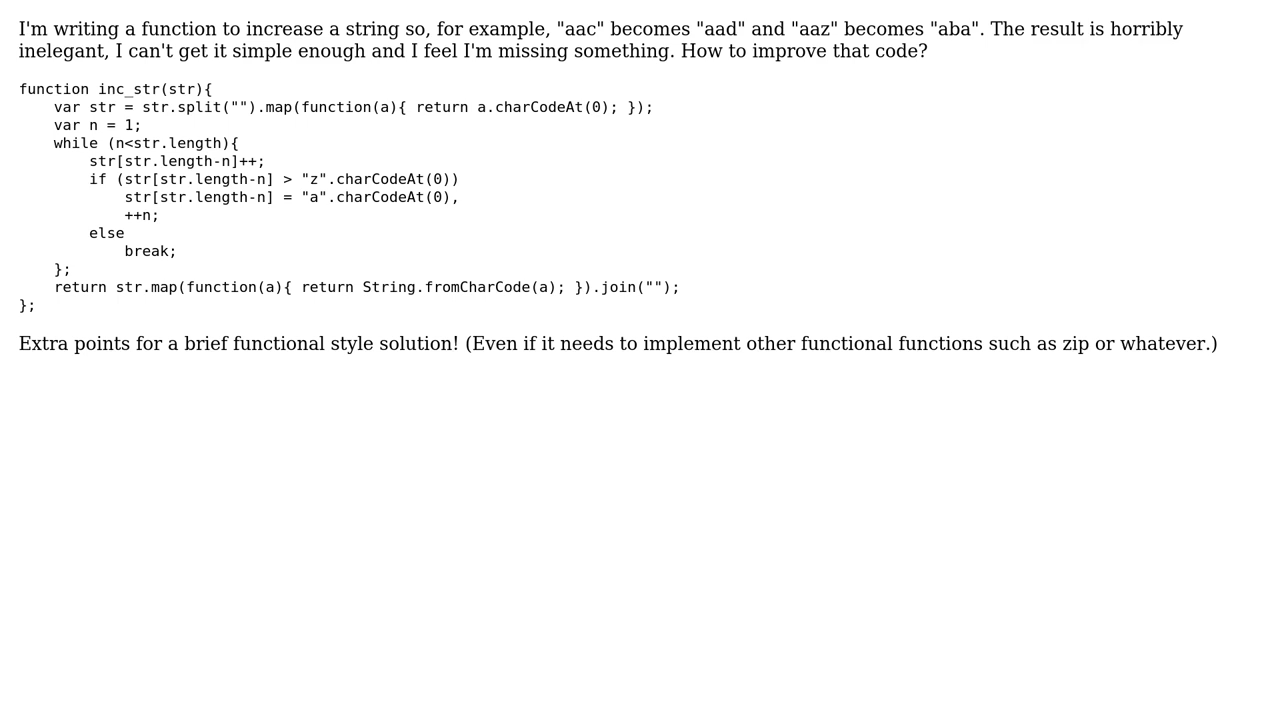 I'm writing a function to increase a string so, for example, "aac" becomes "aad" and "aaz" becomes "aba". The result is horribly
inelegant, I can't get it simple enough and I feel I'm missing something. How to improve that code?
function inc_str(str){
    var str = str.split("").map(function(a){ return a.charCodeAt(0); });
    var n = 1;
    while (n<str.length){
        str[str.length-n]++;
        if (str[str.length-n] > "z".charCodeAt(0))
            str[str.length-n] = "a".charCodeAt(0),
            ++n;
        else
            break;
    };
    return str.map(function(a){ return String.fromCharCode(a); }).join("");
};
Extra points for a brief functional style solution! (Even if it needs to implement other functional functions such as zip or whatever.)